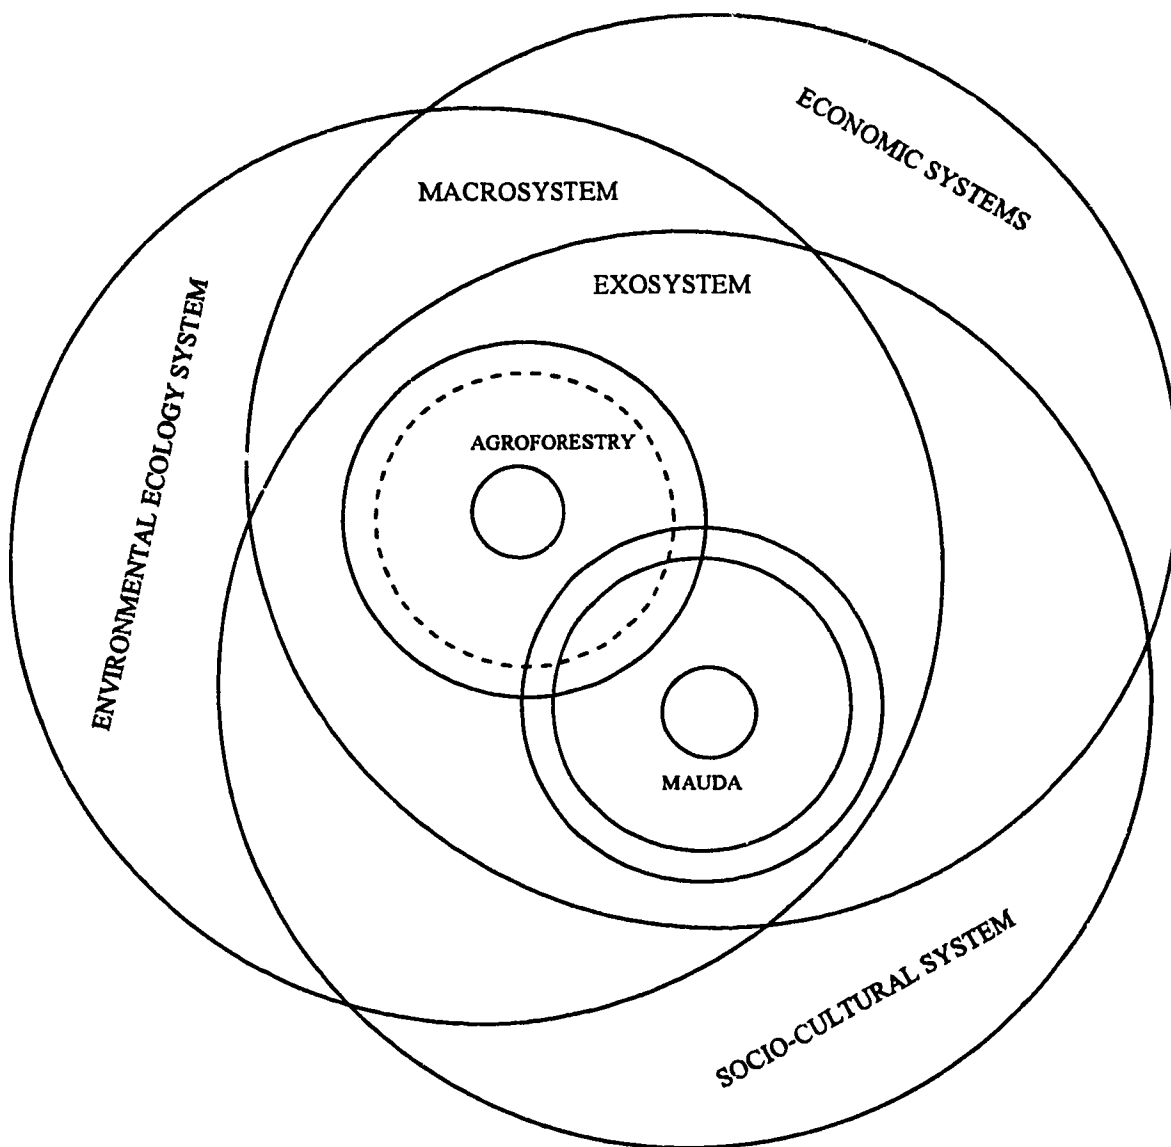 ECONOMIC SYSTEMS
MACROSYSTEM
EXOSYSTEM
ENVIRONMENTAL ECOLOGY SYSTEM
AGROFORESTRY
MAUDA
SOCIO-CULTURAL SYSTEM